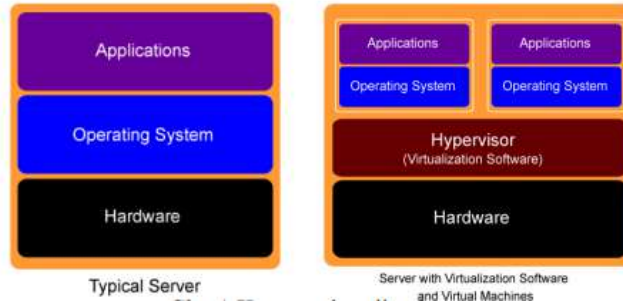 Applications
Operating System
Hardware
Typical Server
Applications
Operating System
Applications
Operating System
Hypervisor
(Virtualization Software)
Hardware
Server with Virtualization Software
and Virtual Machines